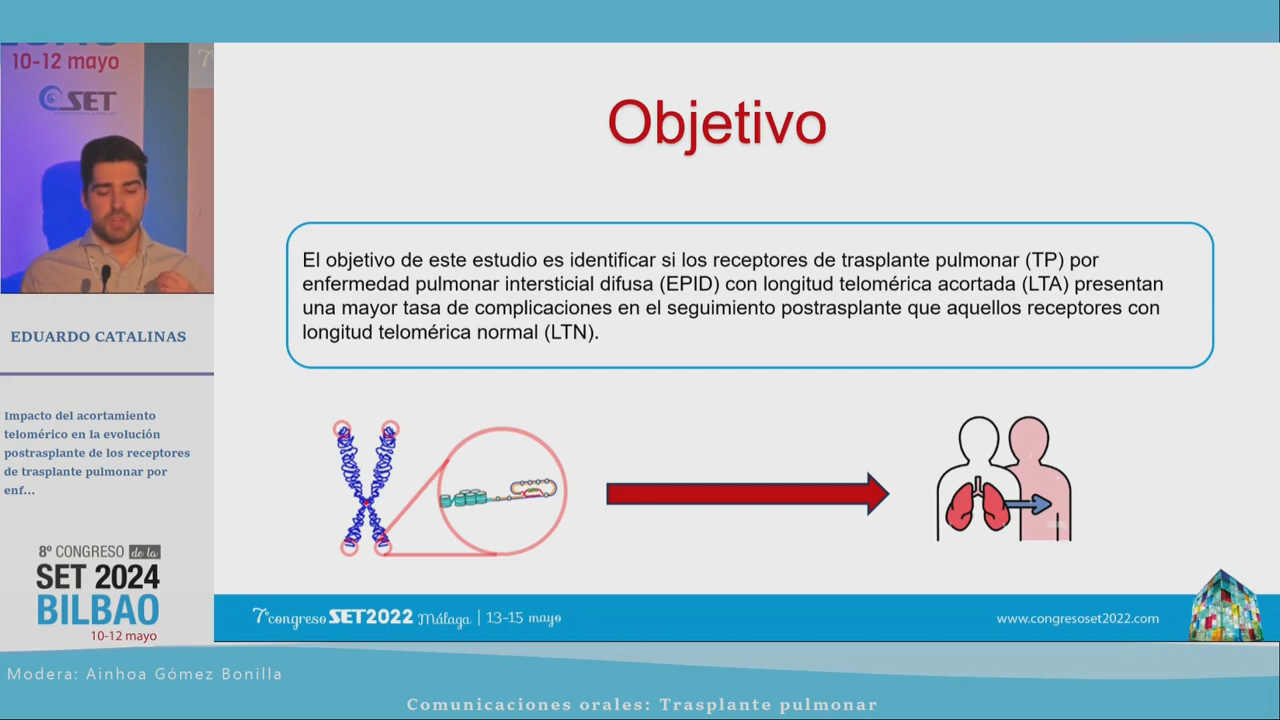 10-12 mayo
SET
Objetivo
El objetivo de este estudio es identificar si los receptores de trasplante pulmonar (TP) por
enfermedad pulmonar intersticial difusa (EPID) con longitud telomérica acortada (LTA) presentan
una mayor tasa de complicaciones en el seguimiento postrasplante que aquellos receptores con
longitud telomérica normal (LTN).
EDUARDO CATALINAS
Impacto del acortamiento
telomérico en la evolución
postrasplante de los receptores
de trasplante pulmonar por
enf...
8º CONGRESO de la
SET 2024
BILBAO
10-12 mayo
7º congreso SET2022 Málaga | 13-15 mayo
www.congresoset2022.com
Modera: Ainhoa Gómez Bonilla
Comunicaciones orales: Trasplante pulmonar